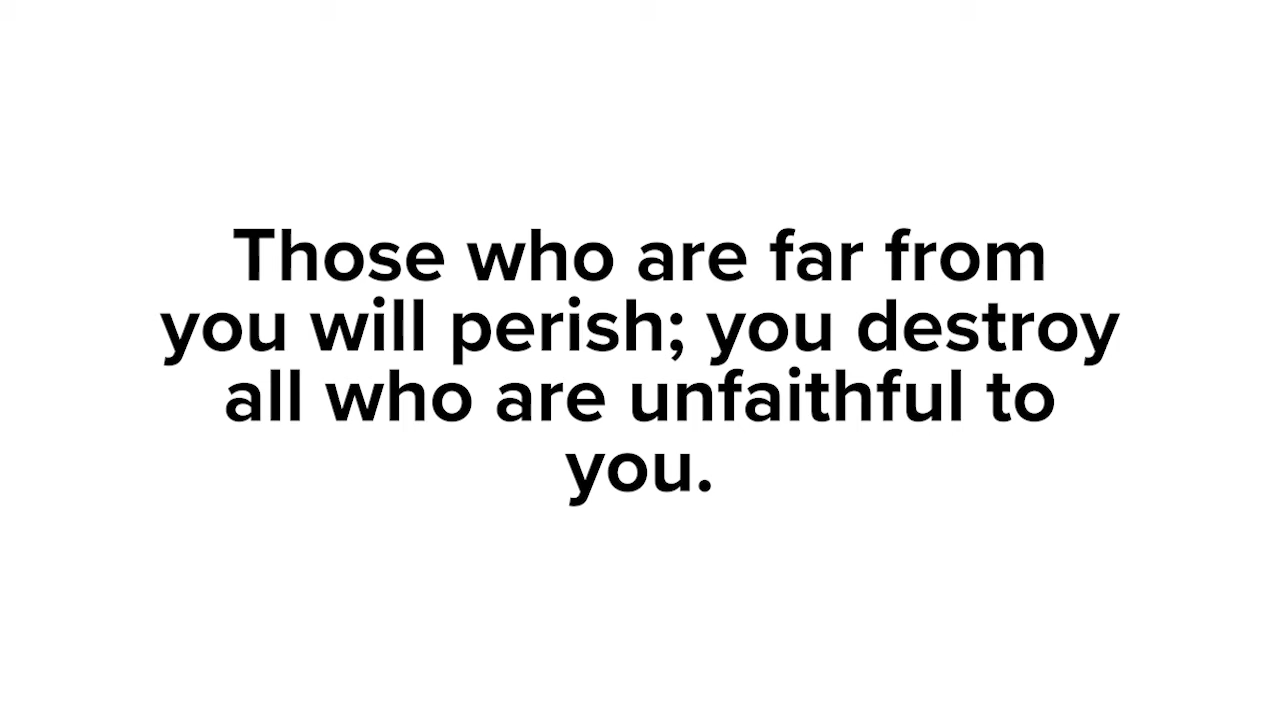 Those who are far from
you will perish; you destroy
all who are unfaithful to
you.